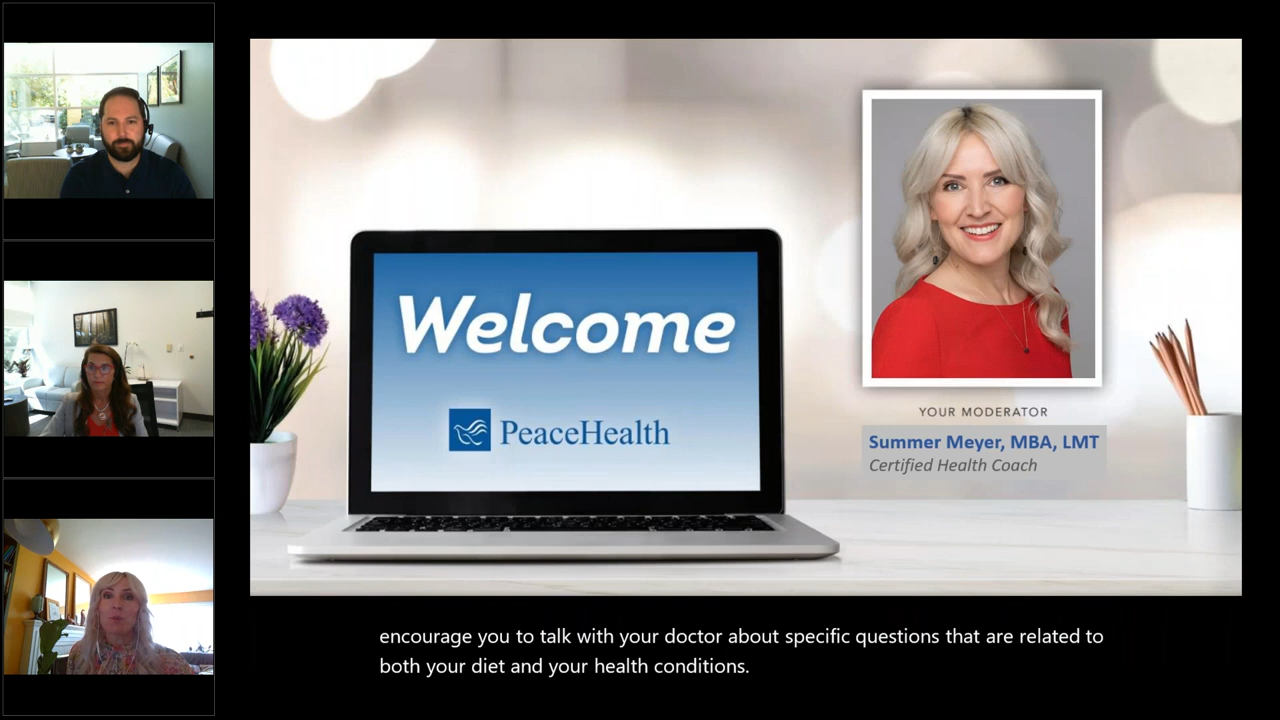 Welcome
PeaceHealth
YOUR MODERATOR
Summer Meyer, MBA, LMT
Certified Health Coach
encourage you to talk with your doctor about specific questions that are related to
both your diet and your health conditions.